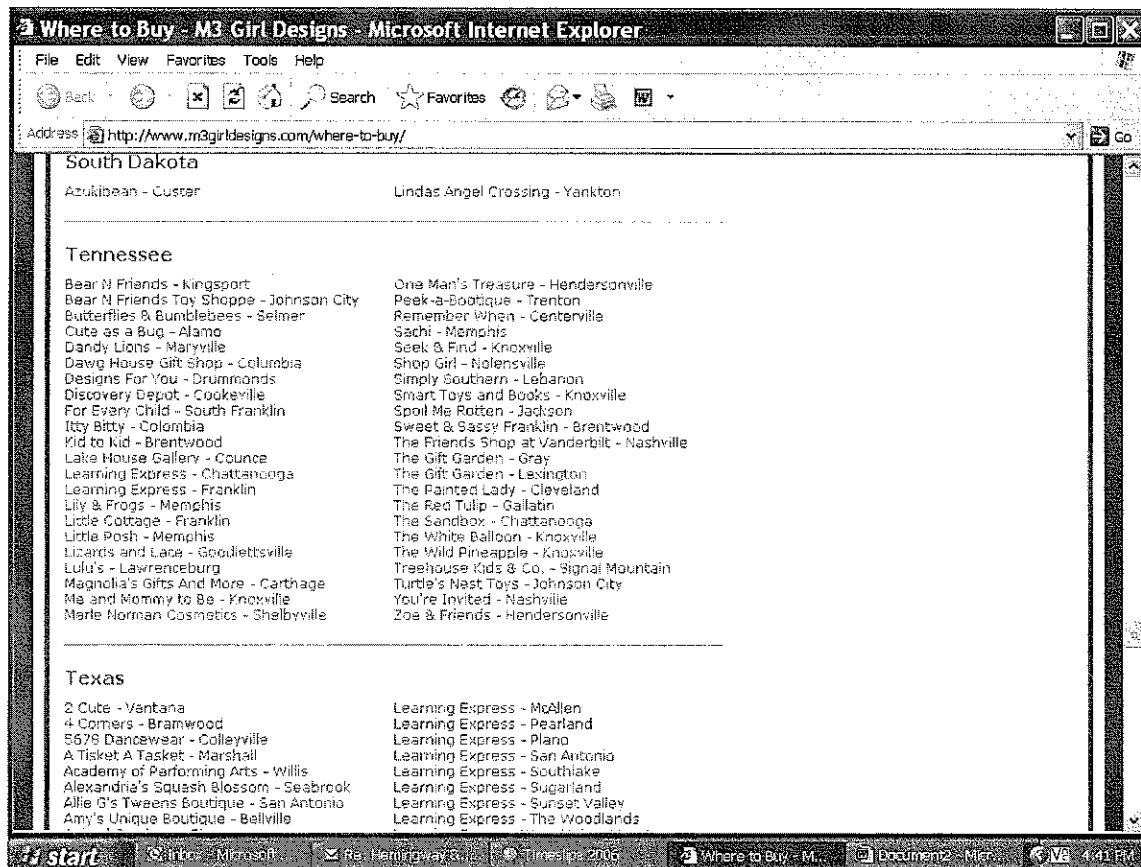 Where to Buy - M3 Girl Designs - Microsoft Internet Explorer
File Edit View Favorites Tools Help
Back Search Favorites
Address http://www.m3girldesigns.com/where-to-buy/ Go
South Dakota
Azukibean - Custer
Lindas Angel Crossing - Yankton
Tennessee
Bear N Friends - Kingsport
Bear N Friends Toy Shoppe - Johnson City
Butterflies & Bumblebees - Selmer
Cute as a Bug - Alamo
Dandy Lions - Maryville
Dawg House Gift Shop - Columbia
Designs For You - Drummonds
Discovery Depot - Cookeville
For Every Child - South Franklin
Itty Bitty - Colombia
Kid to Kid - Brentwood
Lake House Gallery - Counce
Learning Express - Chattanooga
Learning Express - Franklin
Lily & Frogs - Memphis
Little Cottage - Franklin
Little Posh - Memphis
Lizards and Lace - Goodlettsville
Lulu's - Lawrenceburg
Magnolia's Gifts And More - Carthage
Me and Mommy to Be - Knoxville
Merle Norman Cosmetics - Shelbyville
One Man's Treasure - Hendersonville
Peek-a-Bootique - Trenton
Remember When - Centerville
Sachi - Memphis
Seek & Find - Knoxville
Shop Girl - Nolensville
Simply Southern - Lebanon
Smart Toys and Books - Knoxville
Spoil Me Rotten - Jackson
Sweet & Sassy Franklin - Brentwood
The Friends Shop at Vanderbilt - Nashville
The Gift Garden - Gray
The Gift Garden - Lexington
The Painted Lady - Cleveland
The Red Tulip - Gallatin
The Sandbox - Chattanooga
The White Balloon - Knoxville
The Wild Pineapple - Knoxville
Treehouse Kids & Co. - Signal Mountain
Turtle's Nest Toys - Johnson City
You're Invited - Nashville
Zoe & Friends - Hendersonville
Texas
2 Cute - Vantana
4 Corners - Bramwood
5678 Dancewear - Colleyville
A Tisket A Tasket - Marshall
Academy of Performing Arts - Willis
Alexandria's Squash Blossom - Seabrook
Allie G's Tweens Boutique - San Antonio
Amy's Unique Boutique - Bellville
Learning Express - McAllen
Learning Express - Pearland
Learning Express - Plano
Learning Express - San Antonio
Learning Express - Southlake
Learning Express - Sugarland
Learning Express - Sunset Valley
Learning Express - The Woodlands
start Inbox - Microsoft ... Re: Hemingway & ... Timeslips 2006 Where to Buy - M... Document2 - Micr... 4:41 PM